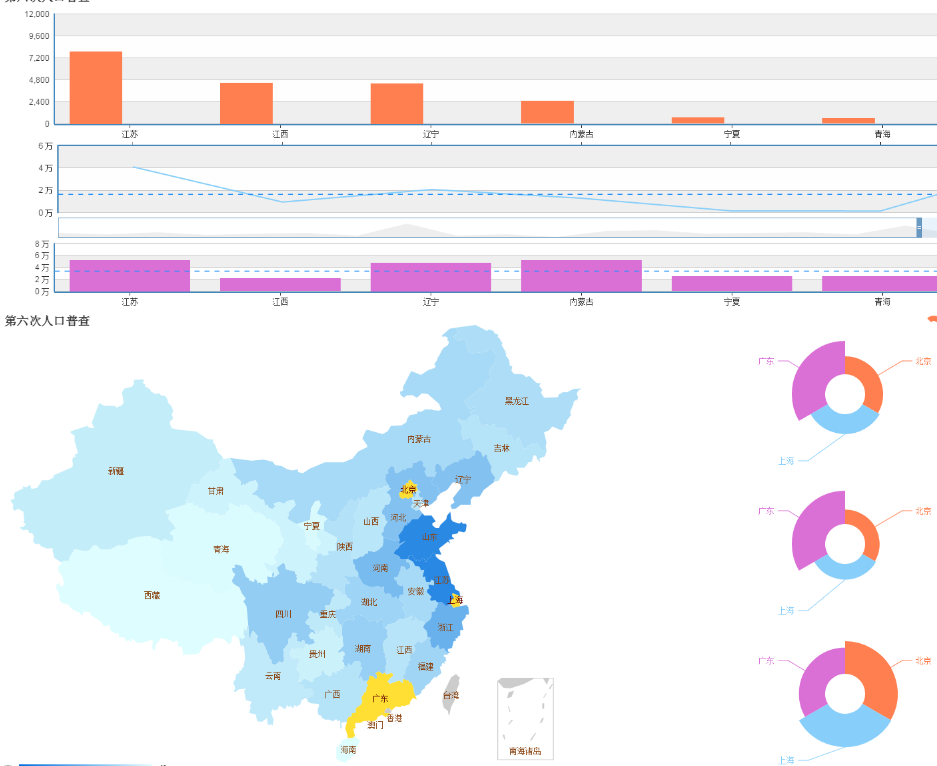 第六次人口普查
12,000
9,600
7,200
4,800
2,400
0
江苏 江西 辽宁 内蒙古 宁夏 青海
6 万
4 万
2 万
0 万
8 万
6 万
4 万
2 万
0 万
江苏 江西 辽宁 内蒙古 宁夏 青海
第六次人口普查
黑龙江
内蒙古
吉林
新疆
辽宁
甘肃
北京
天津
宁夏
山西
河北
山东
青海
陕西
河南
江苏
西藏
安徽
上海
湖北
四川
重庆
浙江
湖南
江西
贵州
福建
云南
广西
广东
台湾
香港
澳门
海南
南海诸岛
广东 北京
上海
广东 北京
上海
广东 北京
上海